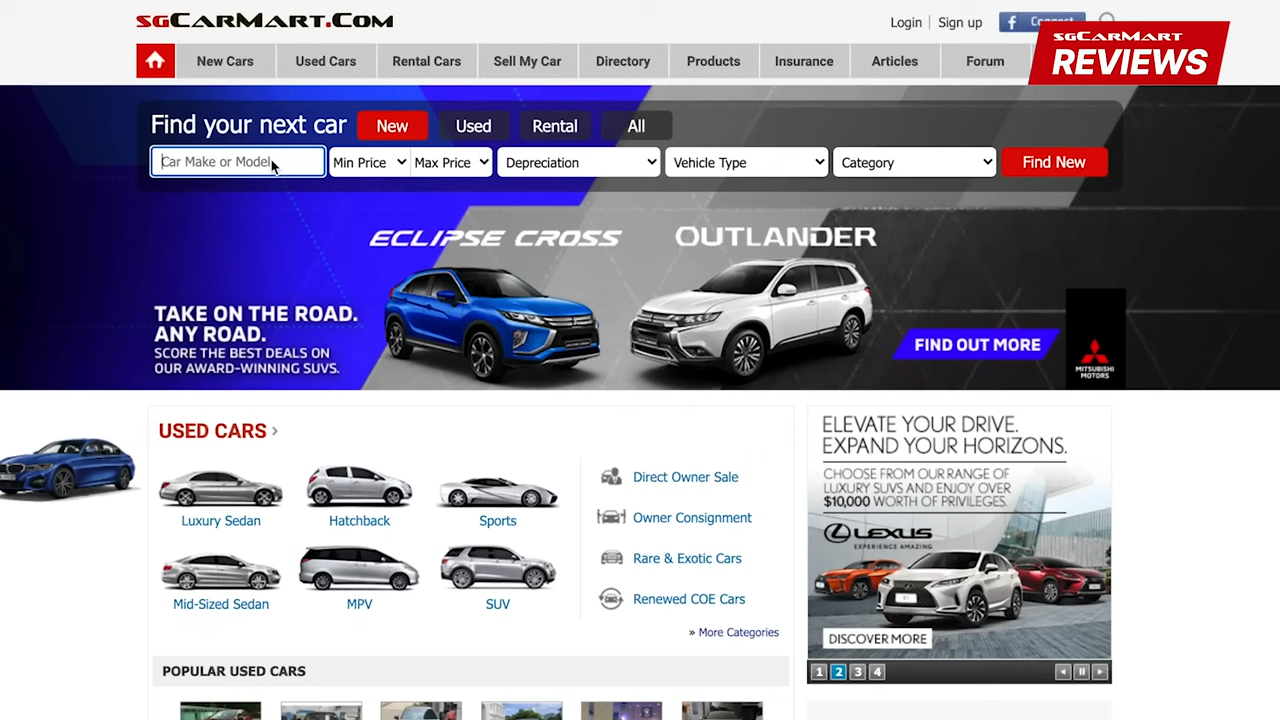 sgCarMart.Com
Login | Sign up
Connect
sgCarMart
REVIEWS
New Cars
Used Cars
Rental Cars
Sell My Car
Directory
Products
Insurance
Articles
Forum
Find your next car
New
Used
Rental
All
Car Make or Model
Min Price
Max Price
Depreciation
Vehicle Type
Category
Find New
ECLIPSE CROSS
OUTLANDER
TAKE ON THE ROAD.
ANY ROAD.
SCORE THE BEST DEALS ON
OUR AWARD-WINNING SUVS.
FIND OUT MORE
MITSUBISHI
MOTORS
USED CARS ›
Luxury Sedan
Hatchback
Sports
Mid-Sized Sedan
MPV
SUV
Direct Owner Sale
Owner Consignment
Rare & Exotic Cars
Renewed COE Cars
» More Categories
POPULAR USED CARS
ELEVATE YOUR DRIVE.
EXPAND YOUR HORIZONS.
CHOOSE FROM OUR RANGE OF
LUXURY SUVS AND ENJOY OVER
$10,000 WORTH OF PRIVILEGES.
LEXUS
EXPERIENCE AMAZING
DISCOVER MORE
1 2 3 4